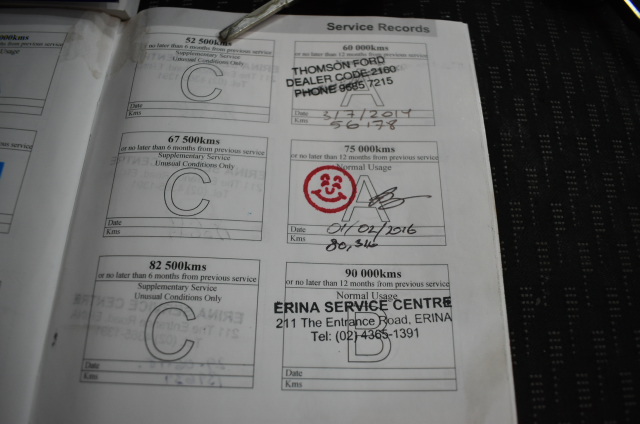 Service Records
52 500kms
or no later than 6 months from previous service
Supplementary Service
Unusual Conditions Only
C
Date
Kms
60 000kms
or no later than 12 months from previous service
THOMSON FORD
DEALER CODE 2160
PHONE 9685 7215
A
Date 3/7/2014
Kms 56178
67 500kms
or no later than 6 months from previous service
Supplementary Service
Unusual Conditions Only
C
Date
Kms
75 000kms
or no later than 12 months from previous service
Normal Usage
A
Date 01/02/2016
Kms 80,314
82 500kms
or no later than 6 months from previous service
Supplementary Service
Unusual Conditions Only
C
Date
Kms
90 000kms
or no later than 12 months from previous service
Normal Usage
ERINA SERVICE CENTRE
211 The Entrance Road, ERINA
Tel: (02) 4365-1391
B
Date
Kms